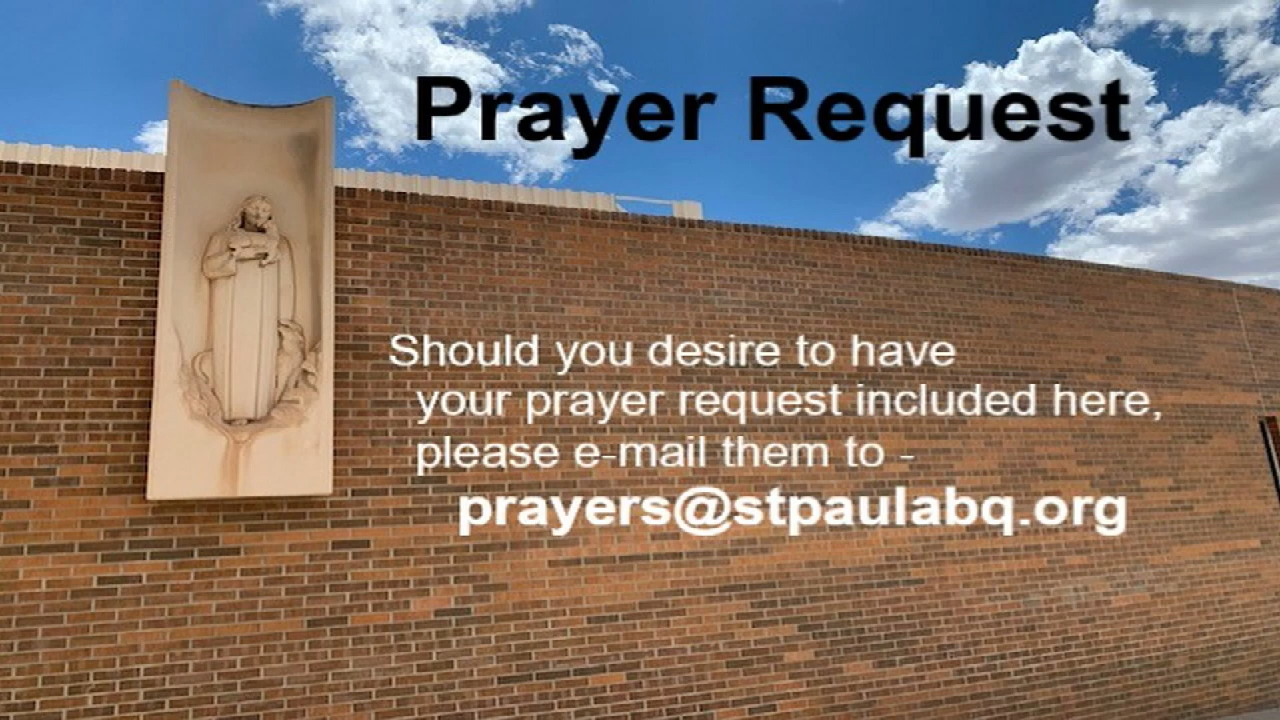 Prayer Request
Should you desire to have
your prayer request included here,
please e-mail them to -
prayers@stpaulabq.org